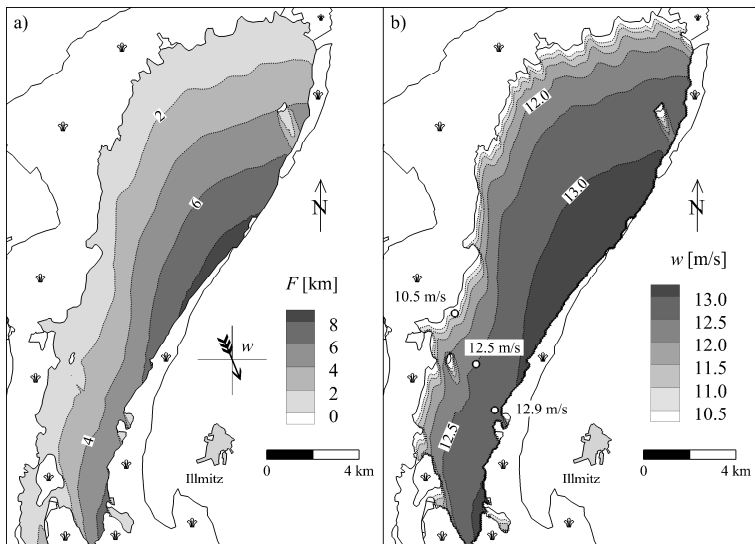 a)
2
6
N
F [km]
8
6
4
2
0
w
4
Illmitz
0 4 km
b)
12.0
13.0
N
w [m/s]
13.0
12.5
12.0
11.5
11.0
10.5
10.5 m/s
12.5 m/s
12.9 m/s
12.5
Illmitz
0 4 km